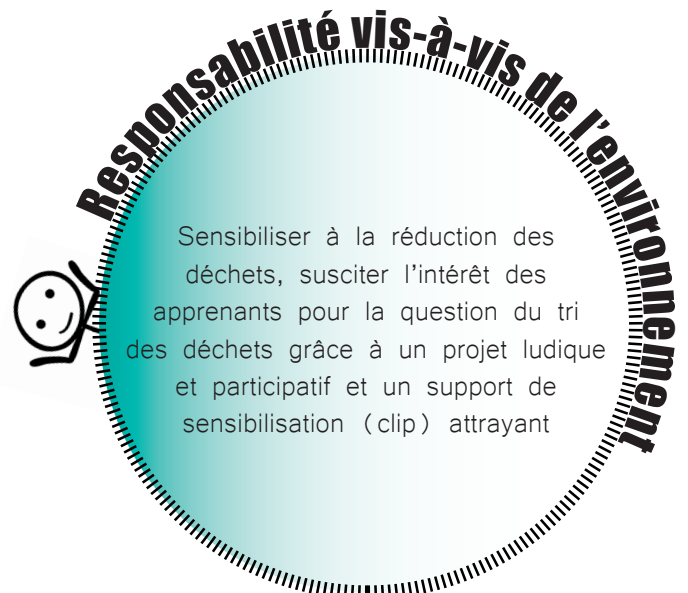 Responsabilité vis-à-vis de l'environnement
Sensibiliser à la réduction des
déchets, susciter l'intérêt des
apprenants pour la question du tri
des déchets grâce à un projet ludique
et participatif et un support de
sensibilisation (clip) attrayant